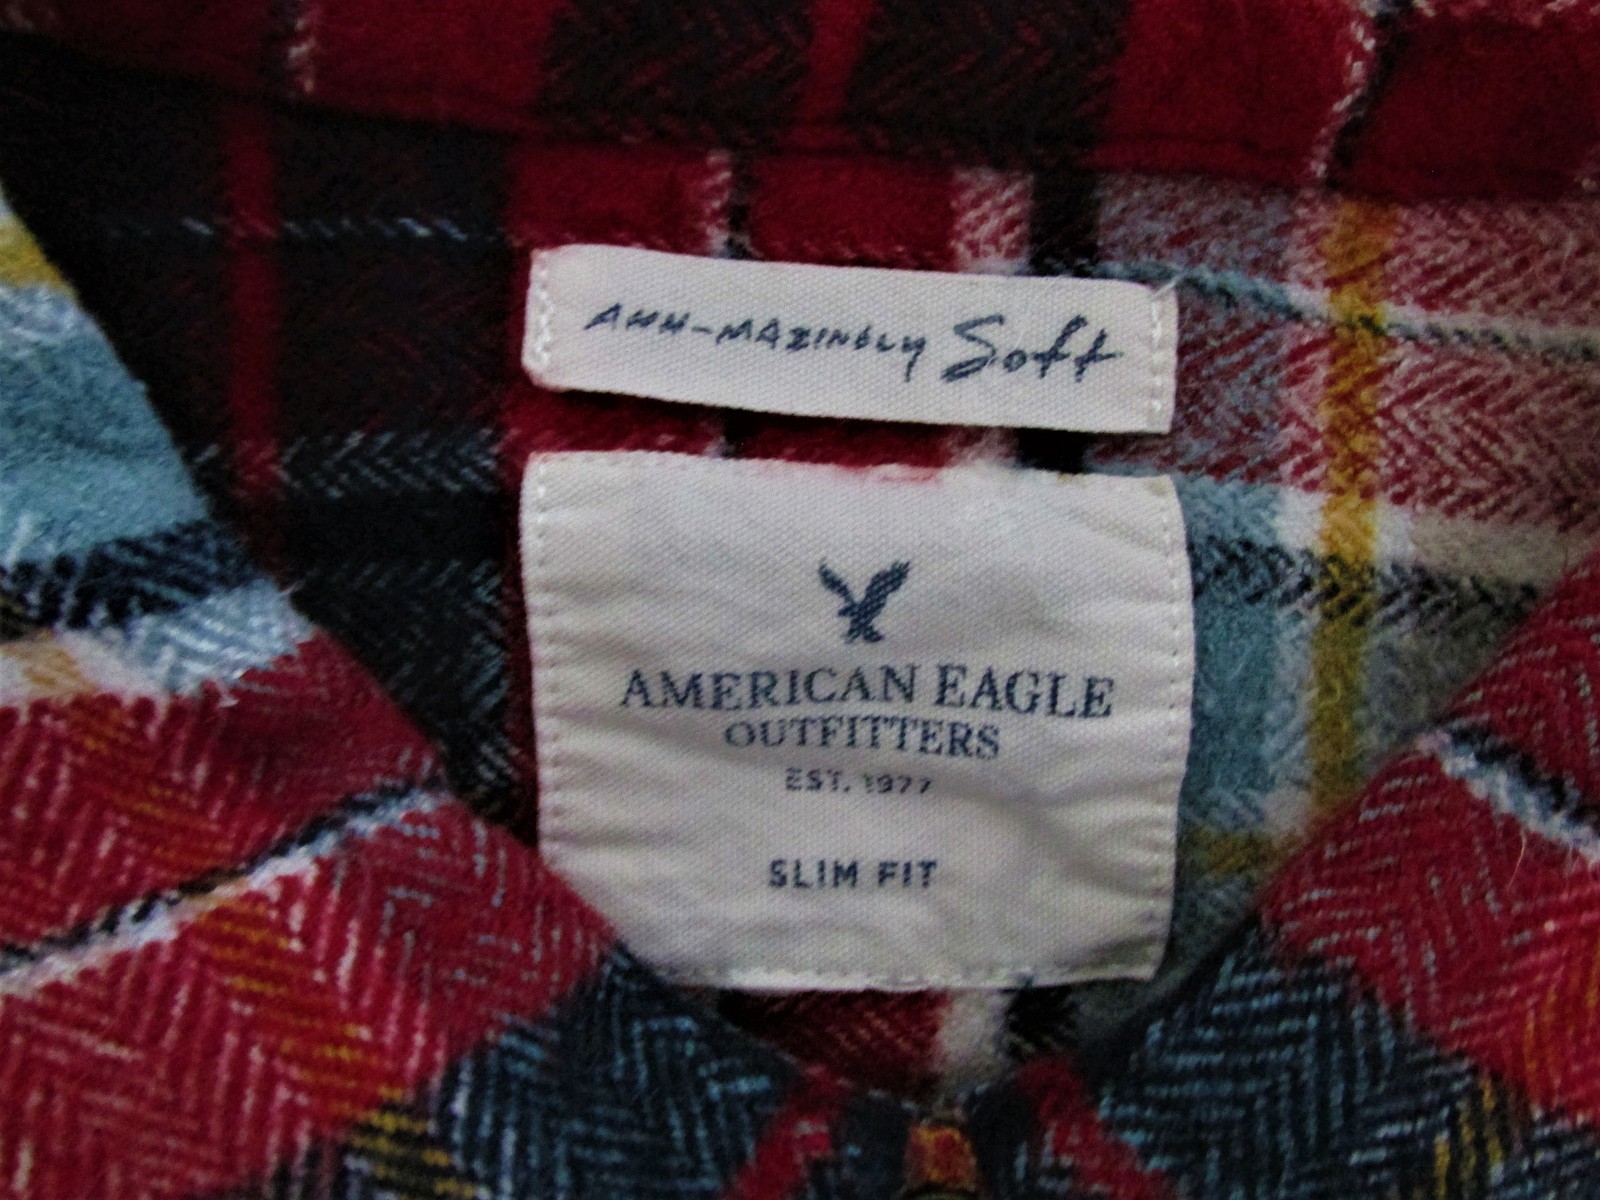 AHH-MAZINGLY Soft
AMERICAN EAGLE
OUTFITTERS
EST. 1977
SLIM FIT